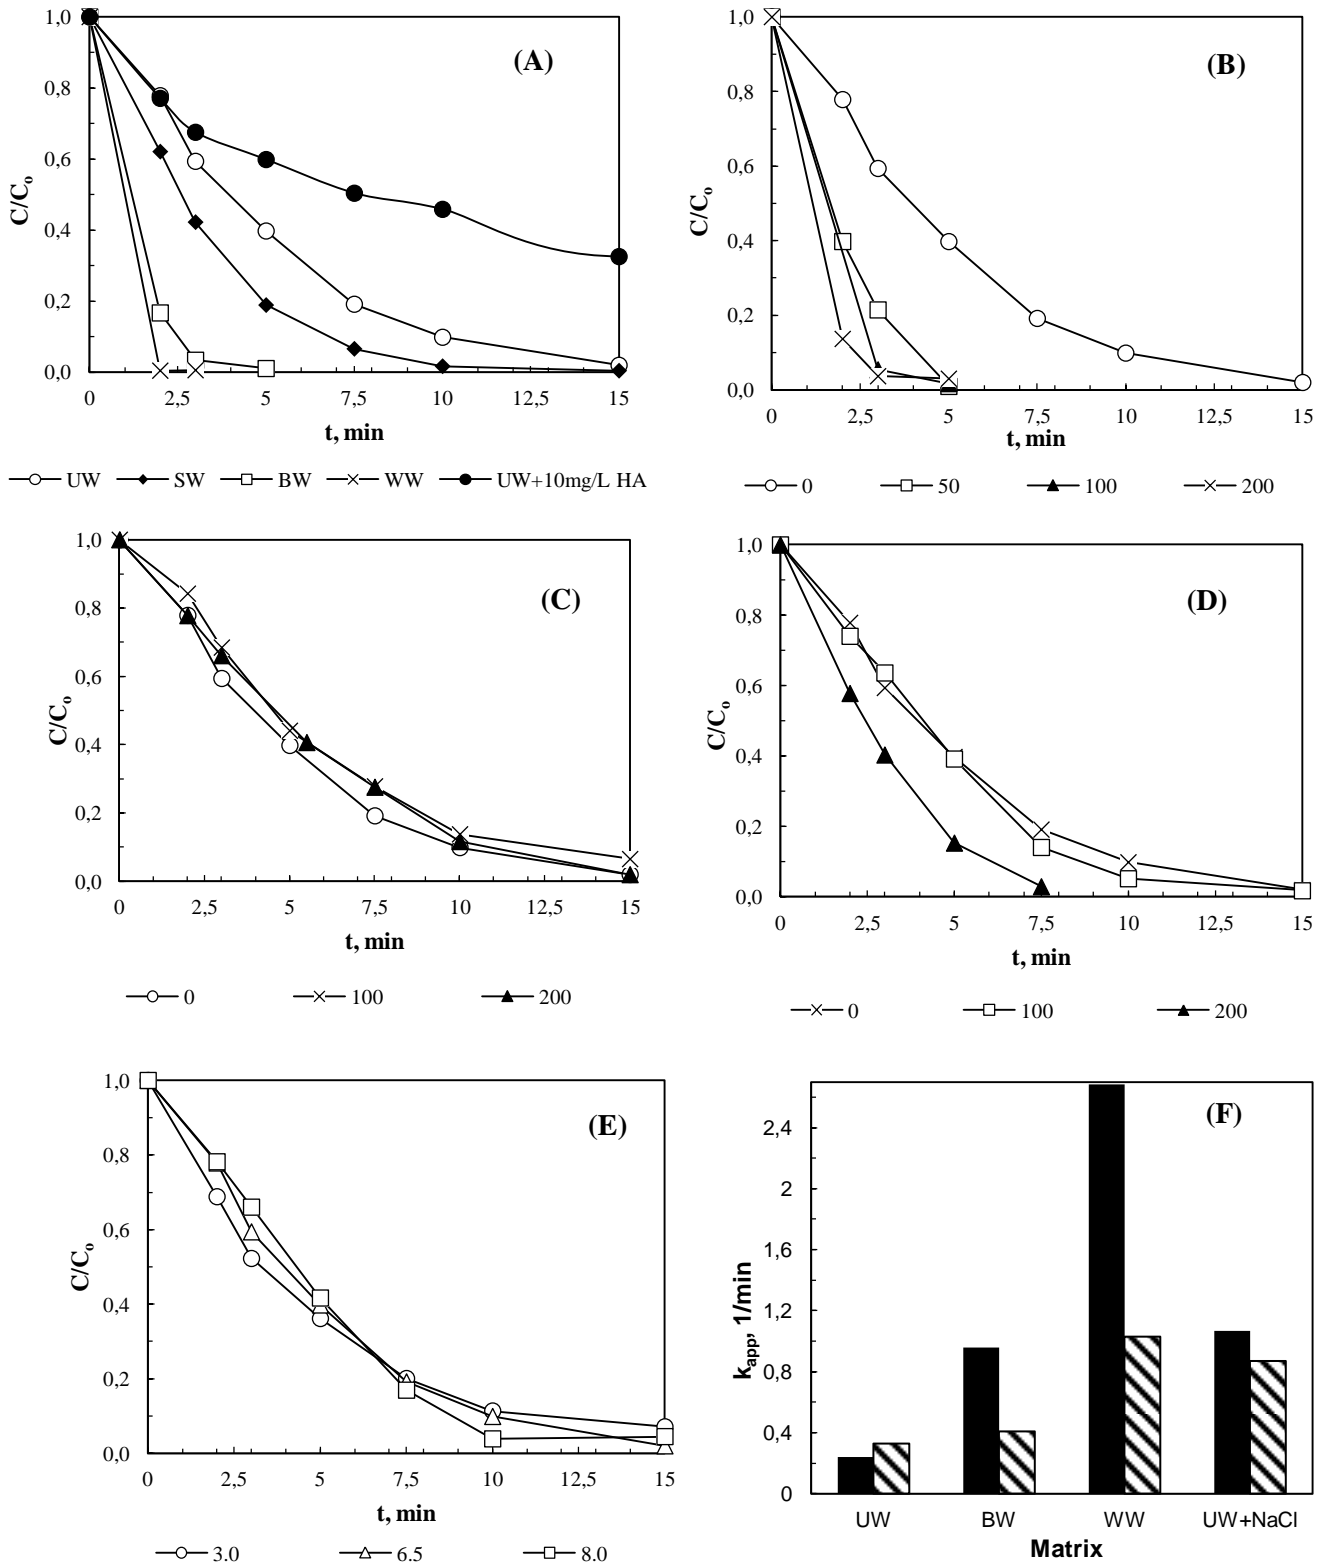 (A)
C/Co
1,0
0,8
0,6
0,4
0,2
0,0
0 2,5 5 7,5 10 12,5 15
t, min
UW SW BW WW UW+10mg/L HA
(B)
C/Co
1,0
0,8
0,6
0,4
0,2
0,0
0 2,5 5 7,5 10 12,5 15
t, min
0 50 100 200
(C)
C/Co
1,0
0,8
0,6
0,4
0,2
0,0
0 2,5 5 7,5 10 12,5 15
t, min
0 100 200
(D)
C/Co
1,0
0,8
0,6
0,4
0,2
0,0
0 2,5 5 7,5 10 12,5 15
t, min
0 100 200
(E)
C/Co
1,0
0,8
0,6
0,4
0,2
0,0
0 2,5 5 7,5 10 12,5 15
t, min
3.0 6.5 8.0
(F)
kapp, 1/min
2,4
2
1,6
1,2
0,8
0,4
0
UW BW WW UW+NaCl
Matrix